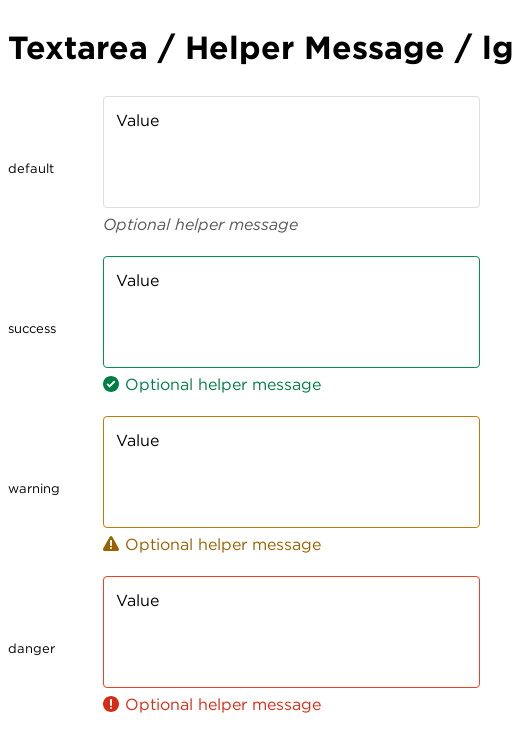 Textarea / Helper Message / lg
Value
default
Optional helper message
Value
success
Optional helper message
Value
warning
Optional helper message
Value
danger
Optional helper message